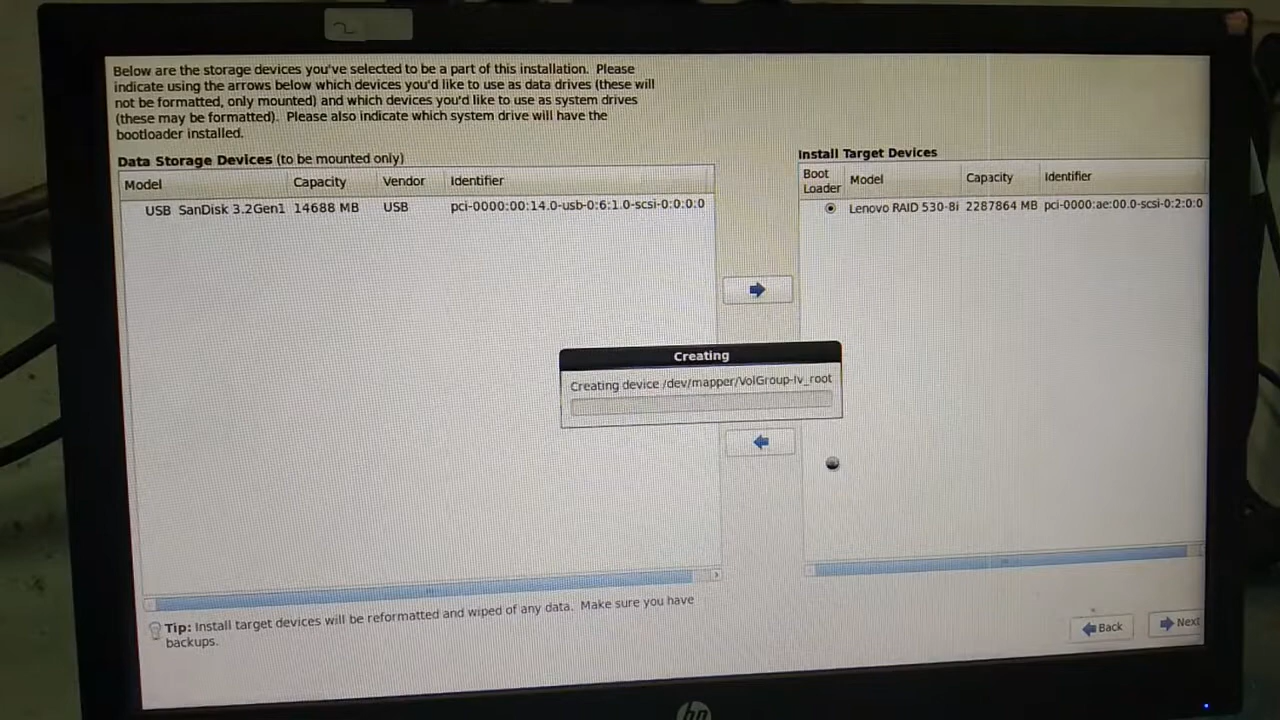 2
Below are the storage devices you've selected to be a part of this installation.  Please
indicate using the arrows below which devices you'd like to use as data drives (these will
not be formatted, only mounted) and which devices you'd like to use as system drives
(these may be formatted).  Please also indicate which system drive will have the
bootloader installed.
Data Storage Devices (to be mounted only)
Model Capacity Vendor Identifier
USB  SanDisk 3.2Gen1 14688 MB USB pci-0000:00:14.0-usb-0:6:1.0-scsi-0:0:0:0
Install Target Devices
Boot
Loader Model Capacity Identifier
Lenovo RAID 530-8i 2287864 MB pci-0000:ae:00.0-scsi-0:2:0:0
Creating
Creating device /dev/mapper/VolGroup-lv_root
Tip: Install target devices will be reformatted and wiped of any data.  Make sure you have
backups.
Back Next
hp